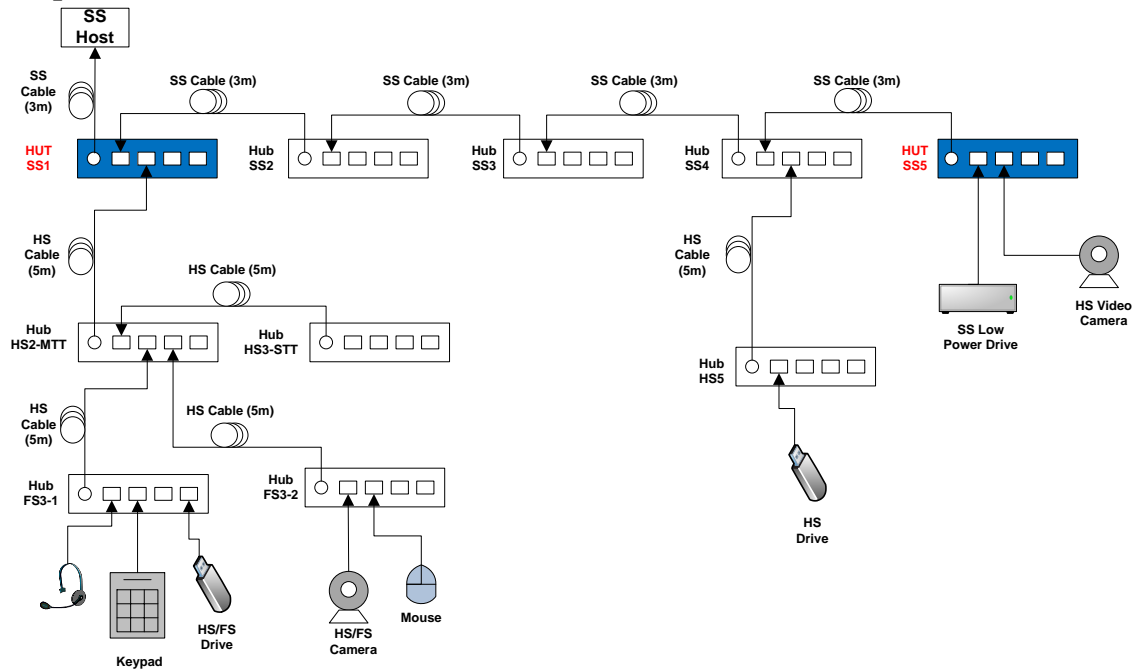 SS
Host
SS
Cable
(3m)
SS Cable (3m)
SS Cable (3m)
SS Cable (3m)
SS Cable (3m)
HUT
SS1
Hub
SS2
Hub
SS3
Hub
SS4
HUT
SS5
HS
Cable
(5m)
HS Cable (5m)
HS
Cable
(5m)
SS Low
Power Drive
HS Video
Camera
Hub
HS2-MTT
Hub
HS3-STT
Hub
HS5
HS
Cable
(5m)
HS Cable (5m)
Hub
FS3-1
Hub
FS3-2
HS
Drive
Keypad
HS/FS
Drive
HS/FS
Camera
Mouse